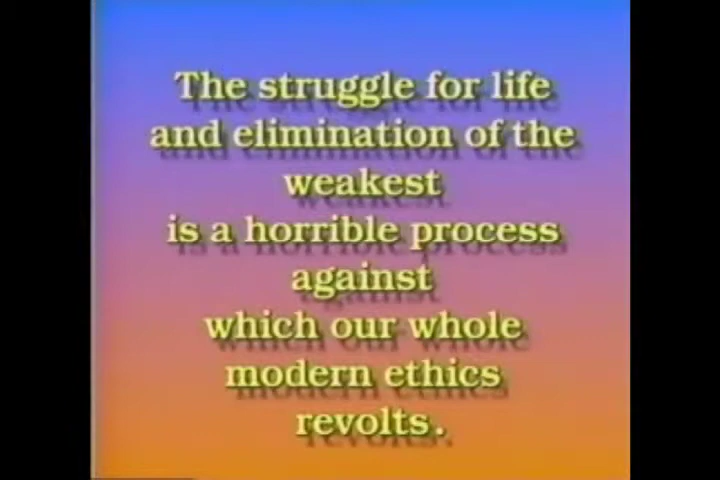 The struggle for life
and elimination of the
weakest
is a horrible process
against
which our whole
modern ethics
revolts.